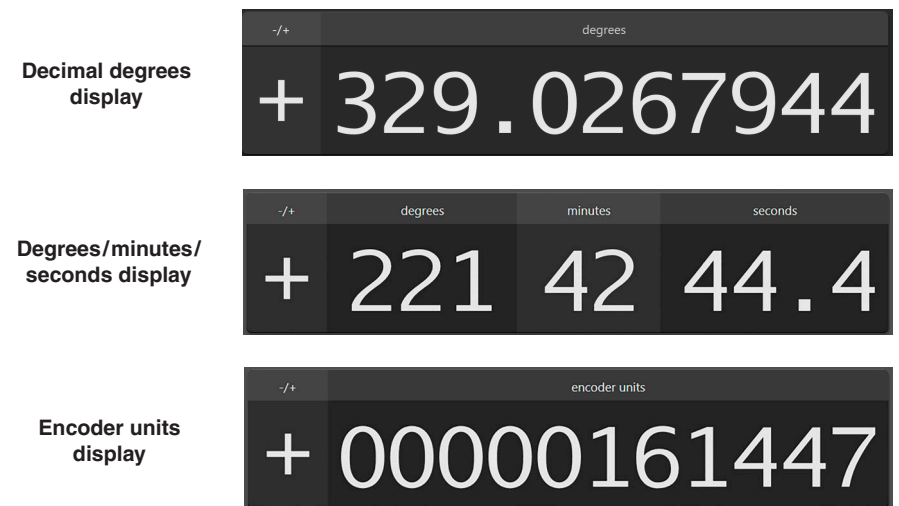 Decimal degrees
display
-/+ degrees
+ 329.0267944
Degrees/minutes/
seconds display
-/+ degrees minutes seconds
+ 221 42 44.4
Encoder units
display
-/+ encoder units
+ 00000161447